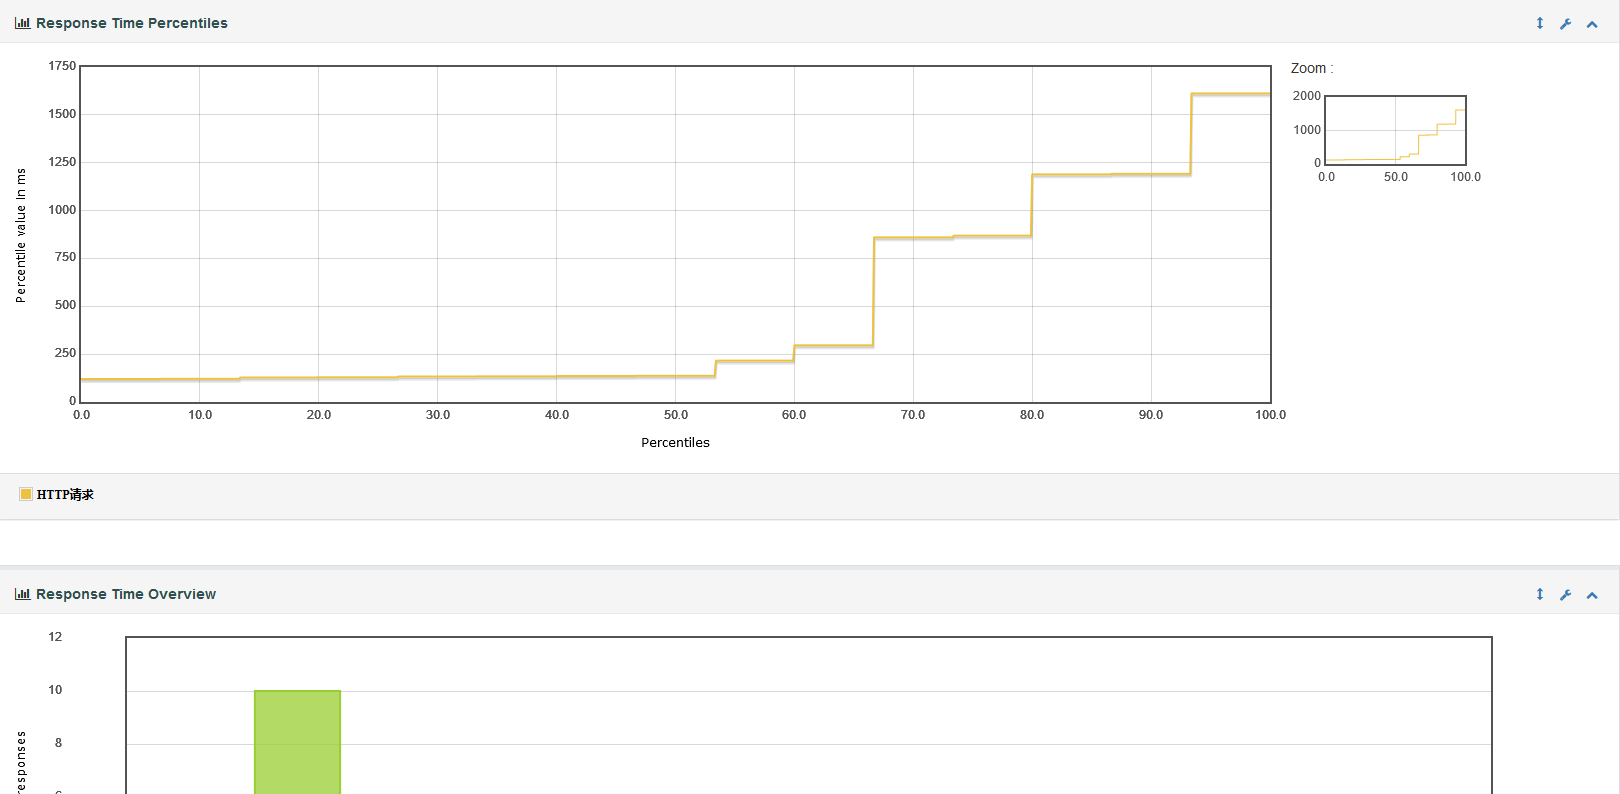 Response Time Percentiles
1750
1500
1250
1000
750
500
250
0
0.0 10.0 20.0 30.0 40.0 50.0 60.0 70.0 80.0 90.0 100.0
Percentile value in ms
Percentiles
Zoom :
2000
1000
0
0.0 50.0 100.0
HTTP请求
Response Time Overview
12
10
8
responses